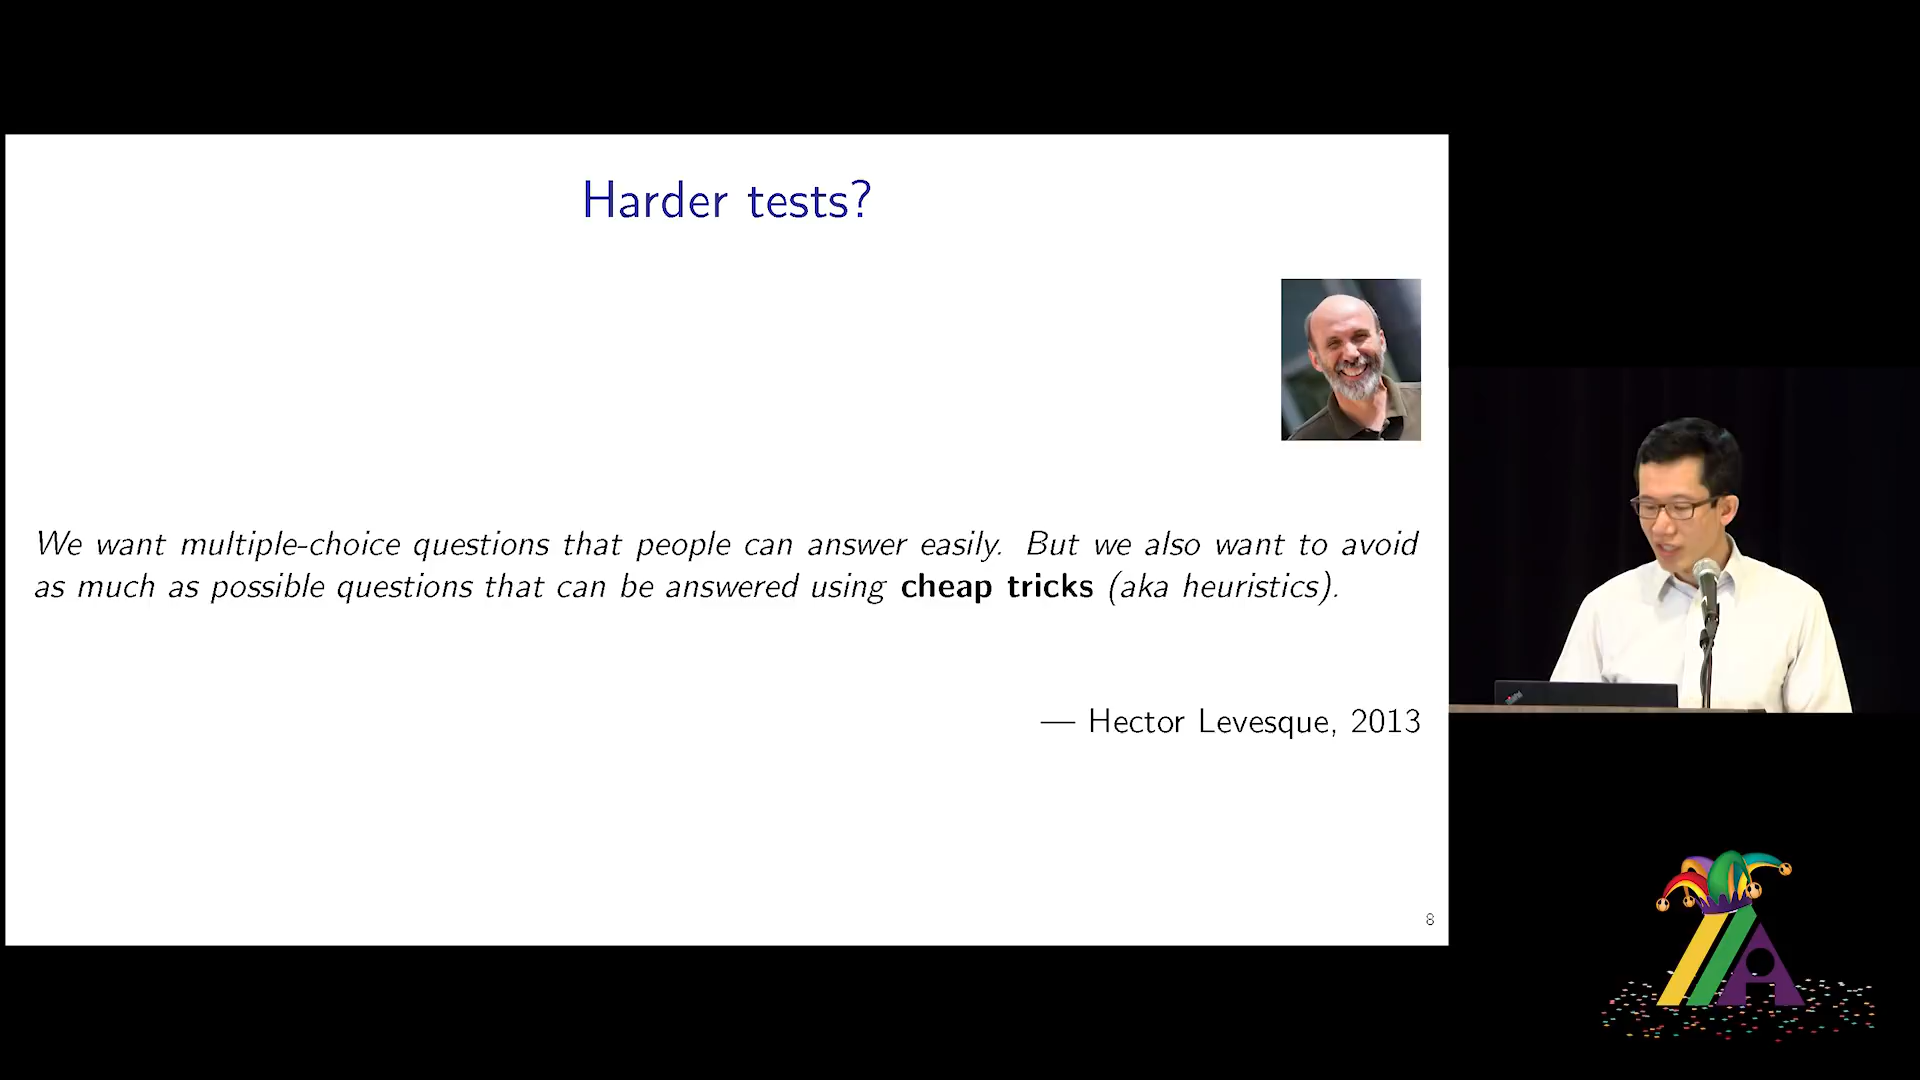 Harder tests?
We want multiple-choice questions that people can answer easily. But we also want to avoid
as much as possible questions that can be answered using cheap tricks (aka heuristics).
— Hector Levesque, 2013
8